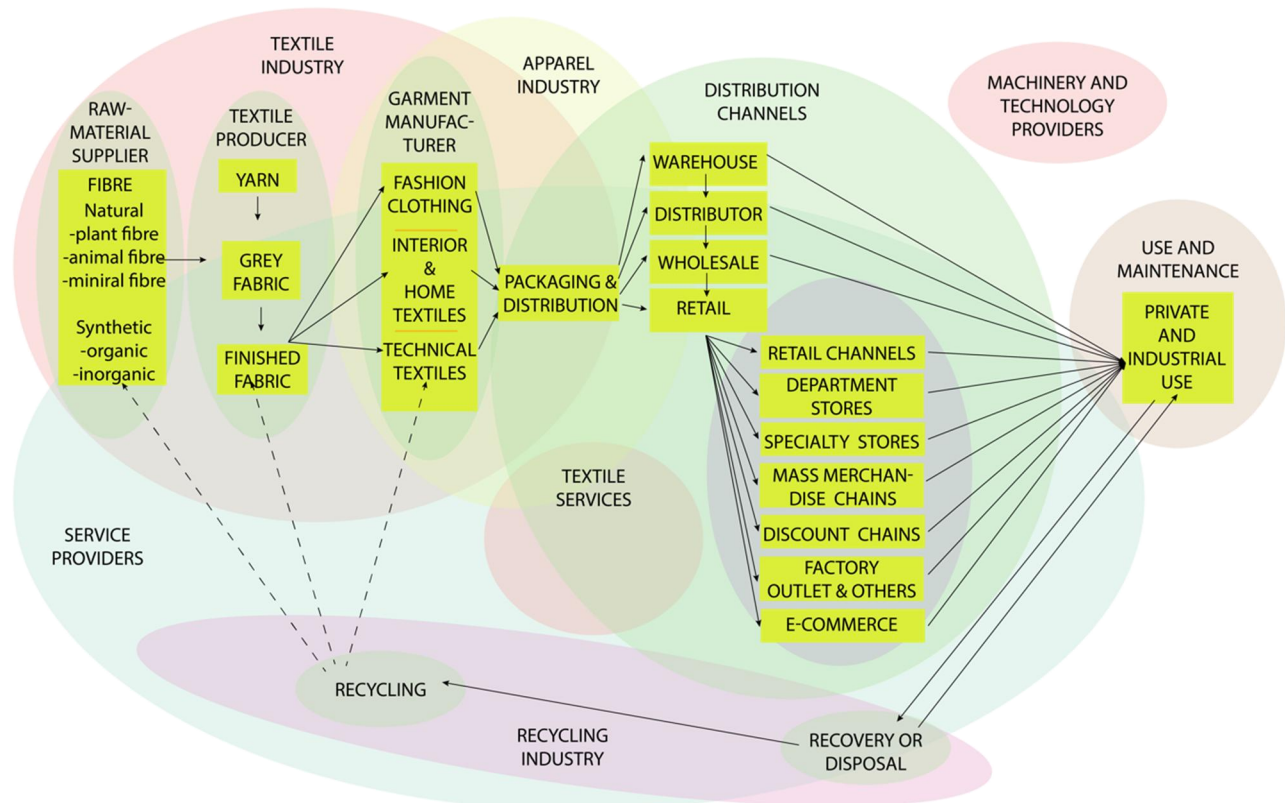 TEXTILE
INDUSTRY
APPAREL
INDUSTRY
DISTRIBUTION
CHANNELS
MACHINERY AND
TECHNOLOGY
PROVIDERS
RAW-
MATERIAL
SUPPLIER
FIBRE
Natural
-plant fibre
-animal fibre
-miniral fibre
Synthetic
-organic
-inorganic
TEXTILE
PRODUCER
YARN
GREY
FABRIC
FINISHED
FABRIC
GARMENT
MANUFAC-
TURER
FASHION
CLOTHING
INTERIOR
&
HOME
TEXTILES
TECHNICAL
TEXTILES
PACKAGING &
DISTRIBUTION
WAREHOUSE
DISTRIBUTOR
WHOLESALE
RETAIL
RETAIL CHANNELS
DEPARTMENT
STORES
SPECIALTY STORES
MASS MERCHAN-
DISE CHAINS
DISCOUNT CHAINS
FACTORY
OUTLET & OTHERS
E-COMMERCE
USE AND
MAINTENANCE
PRIVATE
AND
INDUSTRIAL
USE
TEXTILE
SERVICES
SERVICE
PROVIDERS
RECYCLING
RECYCLING
INDUSTRY
RECOVERY OR
DISPOSAL